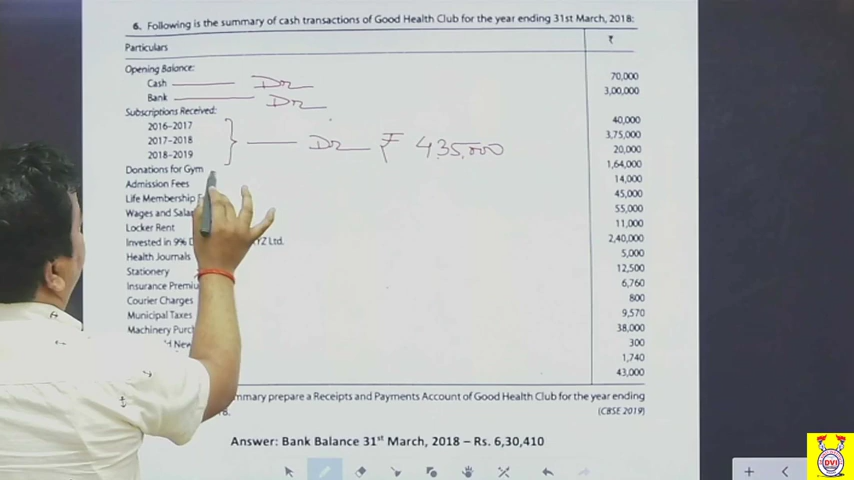 6. Following is the summary of cash transactions of Good Health Club for the year ending 31st March, 2018:
Particulars ₹
Opening Balance:
Cash Dr 70,000
Bank Dr 3,00,000
Subscriptions Received:
2016–2017 40,000
2017–2018 Dr ₹ 435,000 3,75,000
2018–2019 20,000
Donations for Gym 1,64,000
Admission Fees 14,000
Life Membership 45,000
Wages and 55,000
Locker Rent 11,000
Invested in 9% XYZ Ltd. 2,40,000
Health Journals 5,000
Stationery 12,500
Insurance 6,760
Courier Charges 800
Municipal Taxes 9,570
Machinery 38,000
300
1,740
43,000
prepare a Receipts and Payments Account of Good Health Club for the year ending
(CBSE 2019)
Answer: Bank Balance 31st March, 2018 – Rs. 6,30,410
DVI